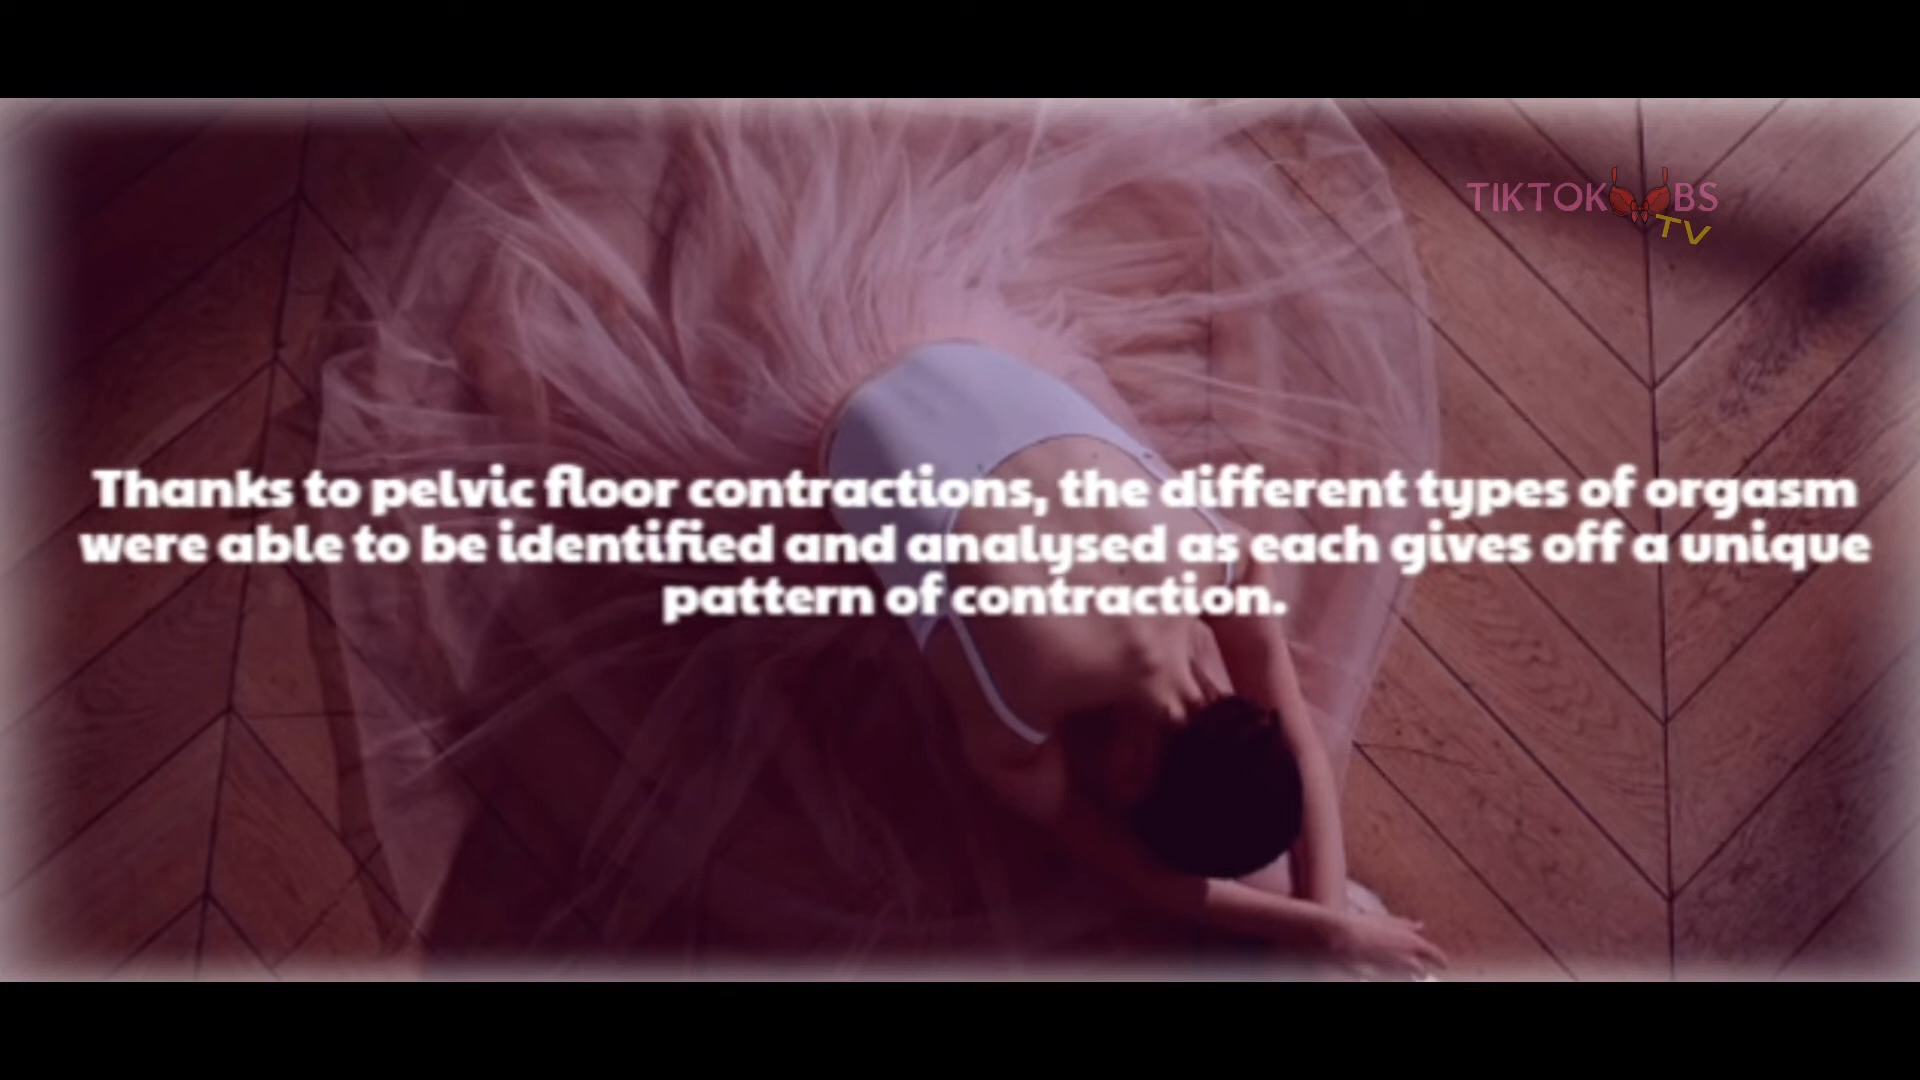 TIKTOK BS
TV
Thanks to pelvic floor contractions, the different types of orgasm
were able to be identified and analysed as each gives off a unique
pattern of contraction.